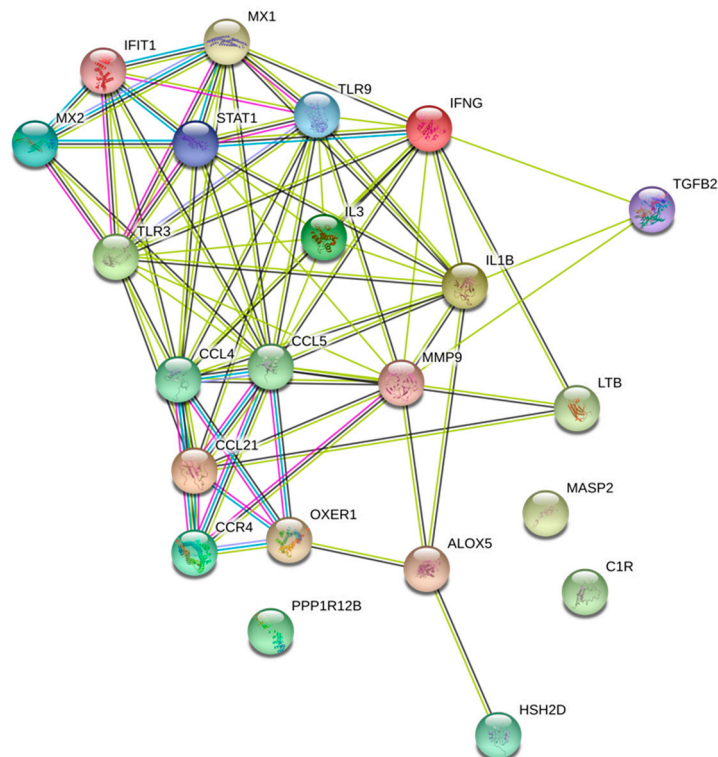 MX1
IFIT1
TLR9
IFNG
MX2
STAT1
TGFB2
IL3
TLR3
IL1B
CCL5
CCL4
MMP9
LTB
CCL21
MASP2
OXER1
CCR4
ALOX5
C1R
PPP1R12B
HSH2D